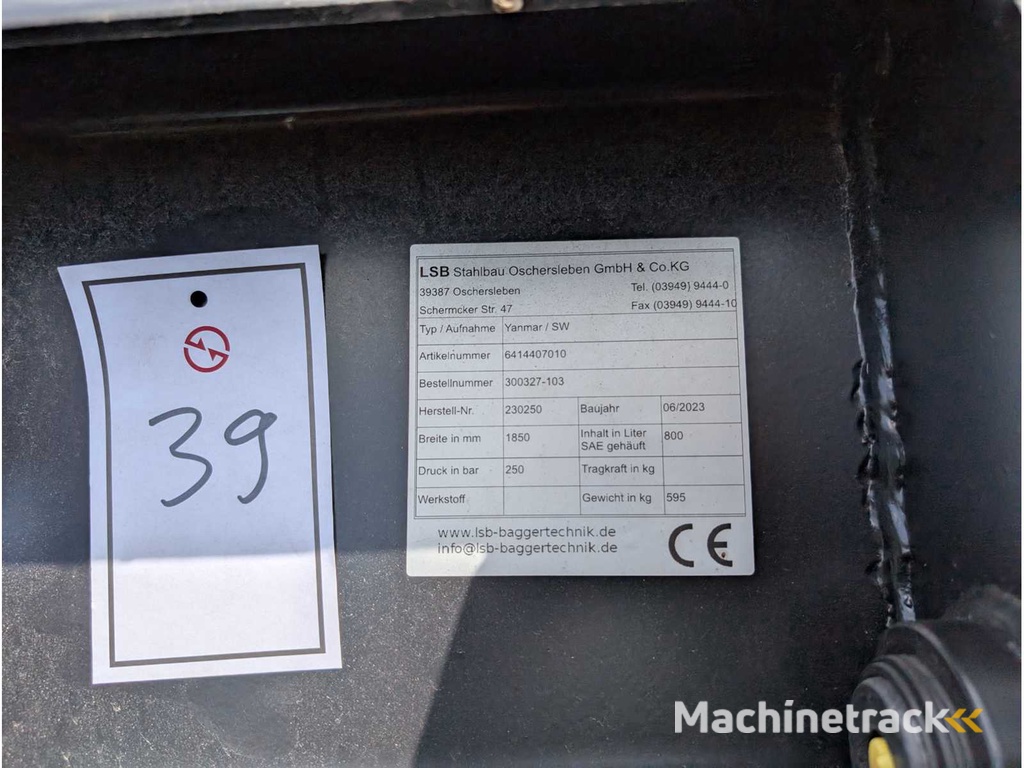 39
LSB Stahlbau Oschersleben GmbH & Co.KG
39387 Oschersleben Tel. (03949) 9444-0
Schermcker Str. 47 Fax (03949) 9444-10
Typ / Aufnahme Yanmar / SW
Artikelnummer 6414407010
Bestellnummer 300327-103
Herstell-Nr. 230250 Baujahr 06/2023
Breite in mm 1850 Inhalt in Liter SAE gehäuft 800
Druck in bar 250 Tragkraft in kg
Werkstoff Gewicht in kg 595
www.lsb-baggertechnik.de
info@lsb-baggertechnik.de
CE
Machinetrack